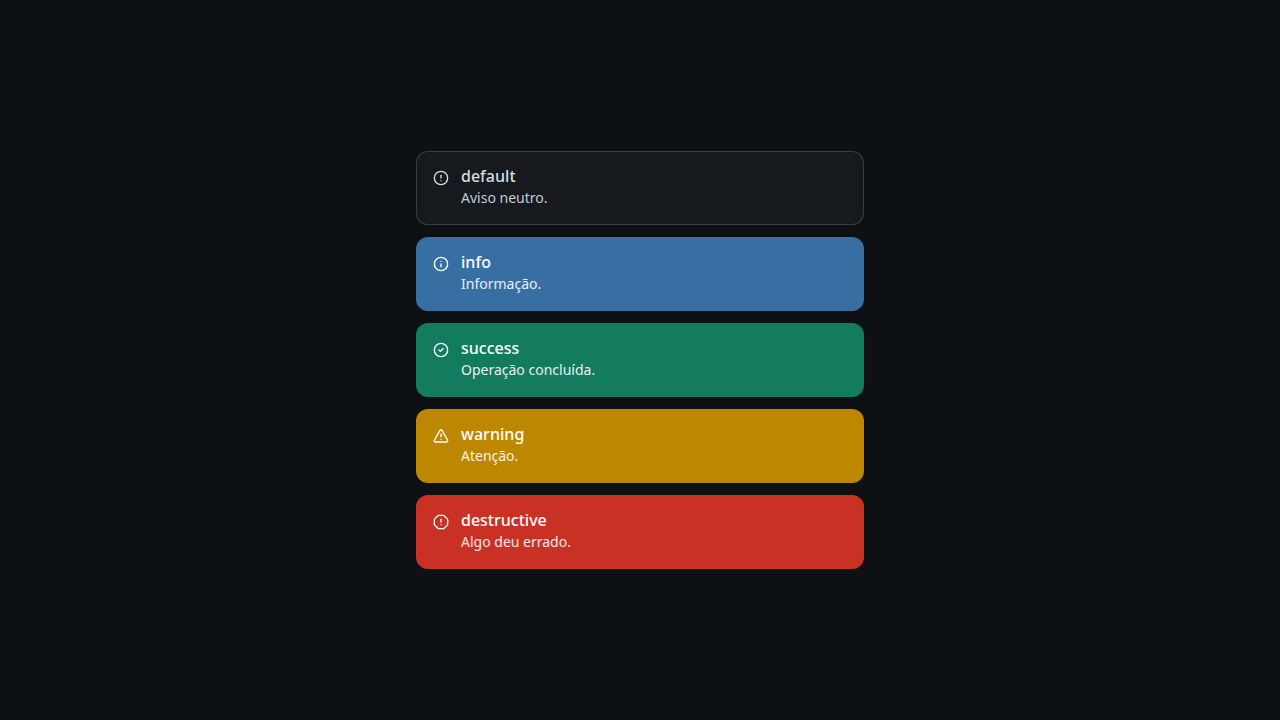 default
Aviso neutro.
info
Informação.
success
Operação concluída.
warning
Atenção.
destructive
Algo deu errado.